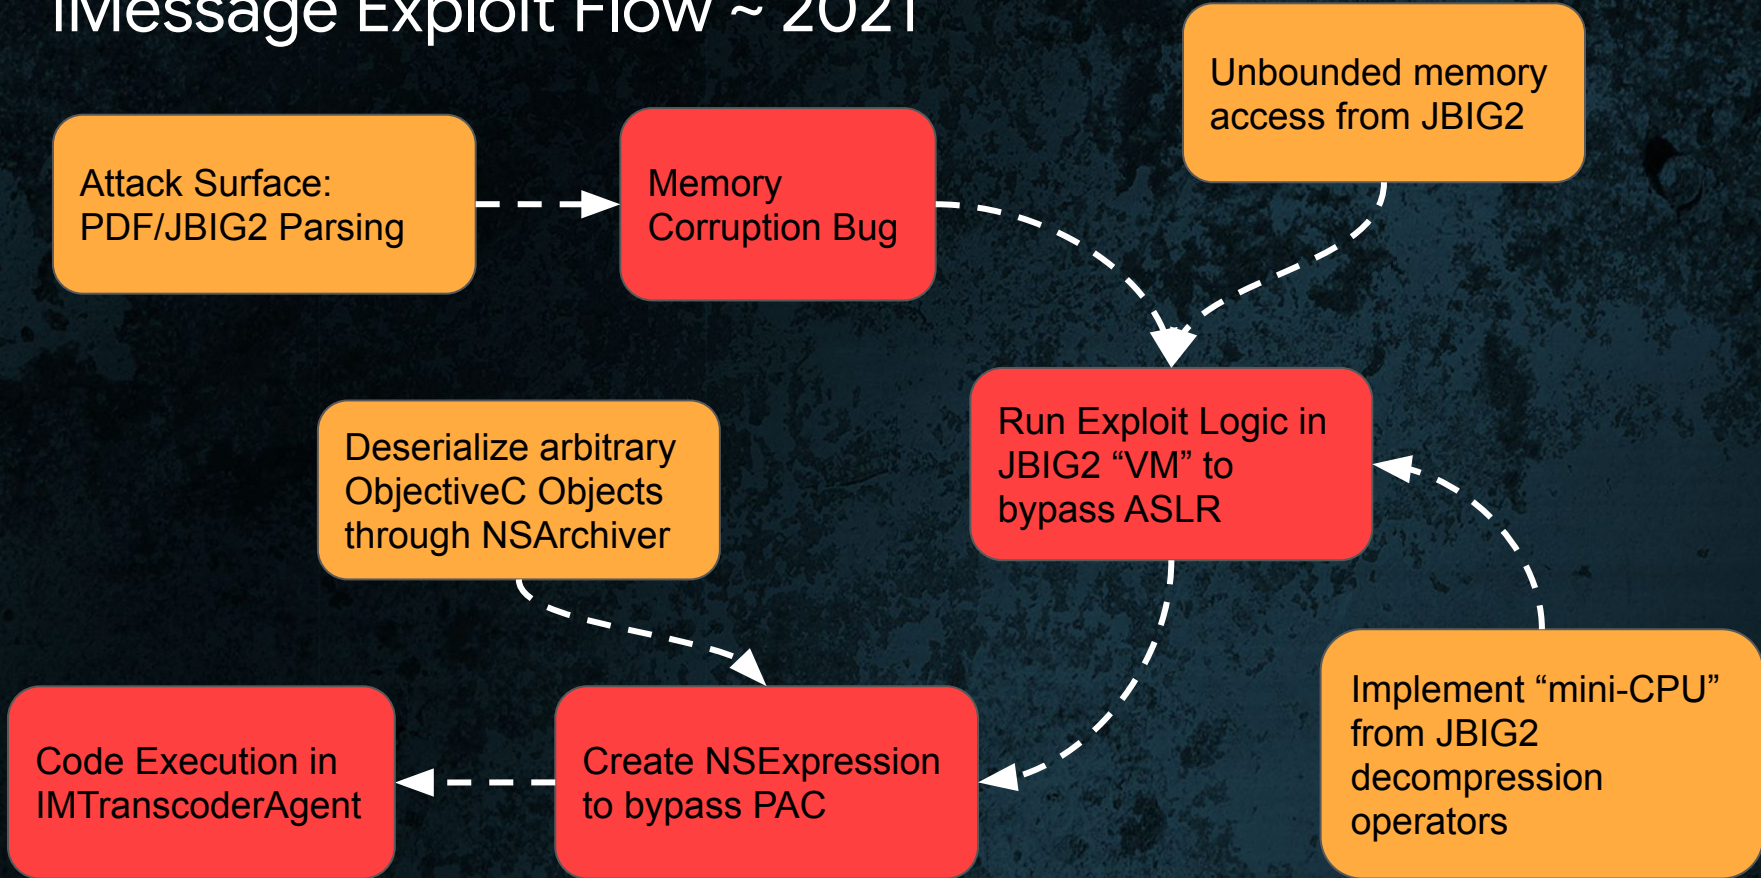 iMessage Exploit Flow ~ 2021
Unbounded memory
access from JBIG2
Attack Surface:
PDF/JBIG2 Parsing
Memory
Corruption Bug
Run Exploit Logic in
JBIG2 “VM” to
bypass ASLR
Deserialize arbitrary
ObjectiveC Objects
through NSArchiver
Implement “mini-CPU”
from JBIG2
decompression
operators
Create NSExpression
to bypass PAC
Code Execution in
IMTranscoderAgent